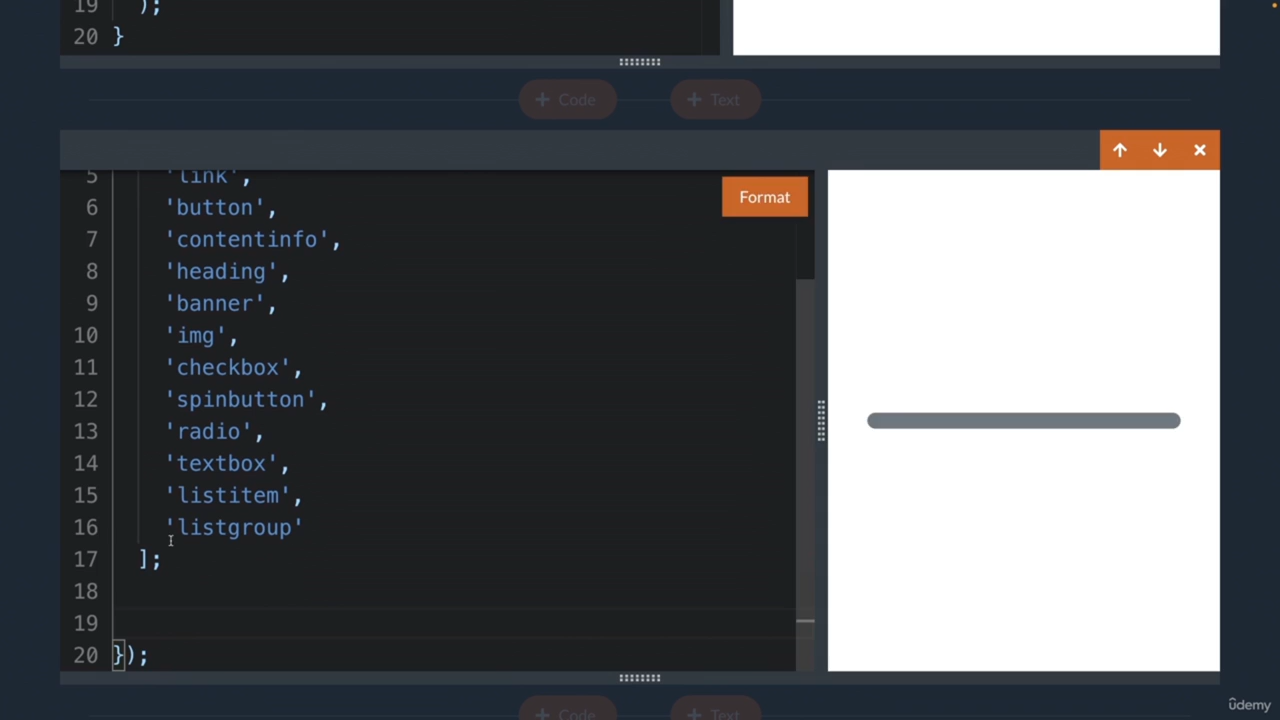 19 );
20 }
+ Code + Text
5 'link',
Format
6 'button',
7 'contentinfo',
8 'heading',
9 'banner',
10 'img',
11 'checkbox',
12 'spinbutton',
13 'radio',
14 'textbox',
15 'listitem',
16 'listgroup'
17 ];
18
19
20 });
+ Code + Text
ûdemy